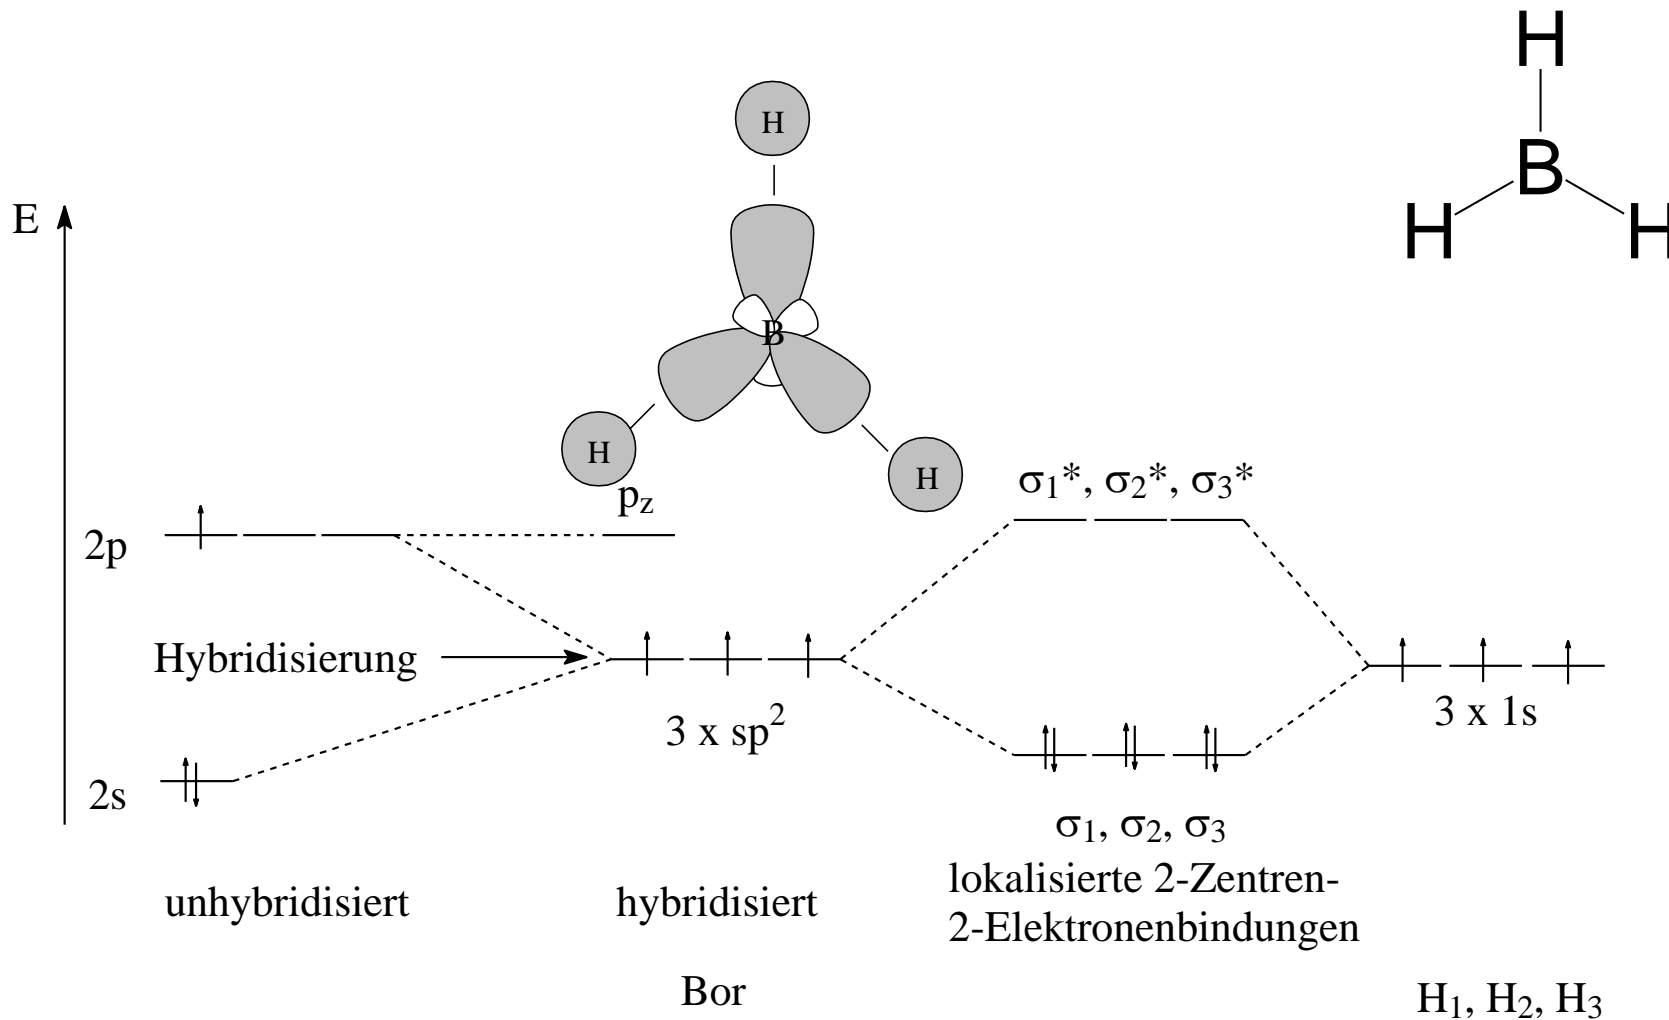 H
B
H H
H
B
H
H
E
p_z
σ₁*, σ₂*, σ₃*
2p
Hybridisierung
3 x sp²
3 x 1s
2s
σ₁, σ₂, σ₃
unhybridisiert
hybridisiert
lokalisierte 2-Zentren-
2-Elektronenbindungen
Bor
H₁, H₂, H₃